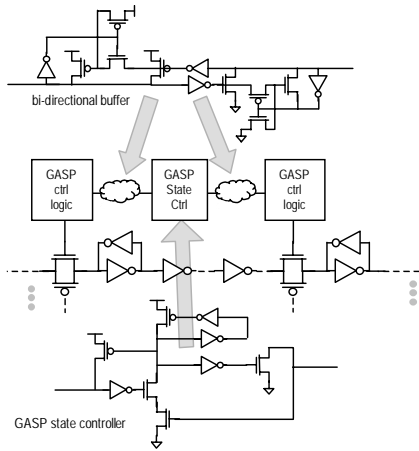 bi-directional buffer
GASP
ctrl
logic
GASP
State
Ctrl
GASP
ctrl
logic
GASP state controller